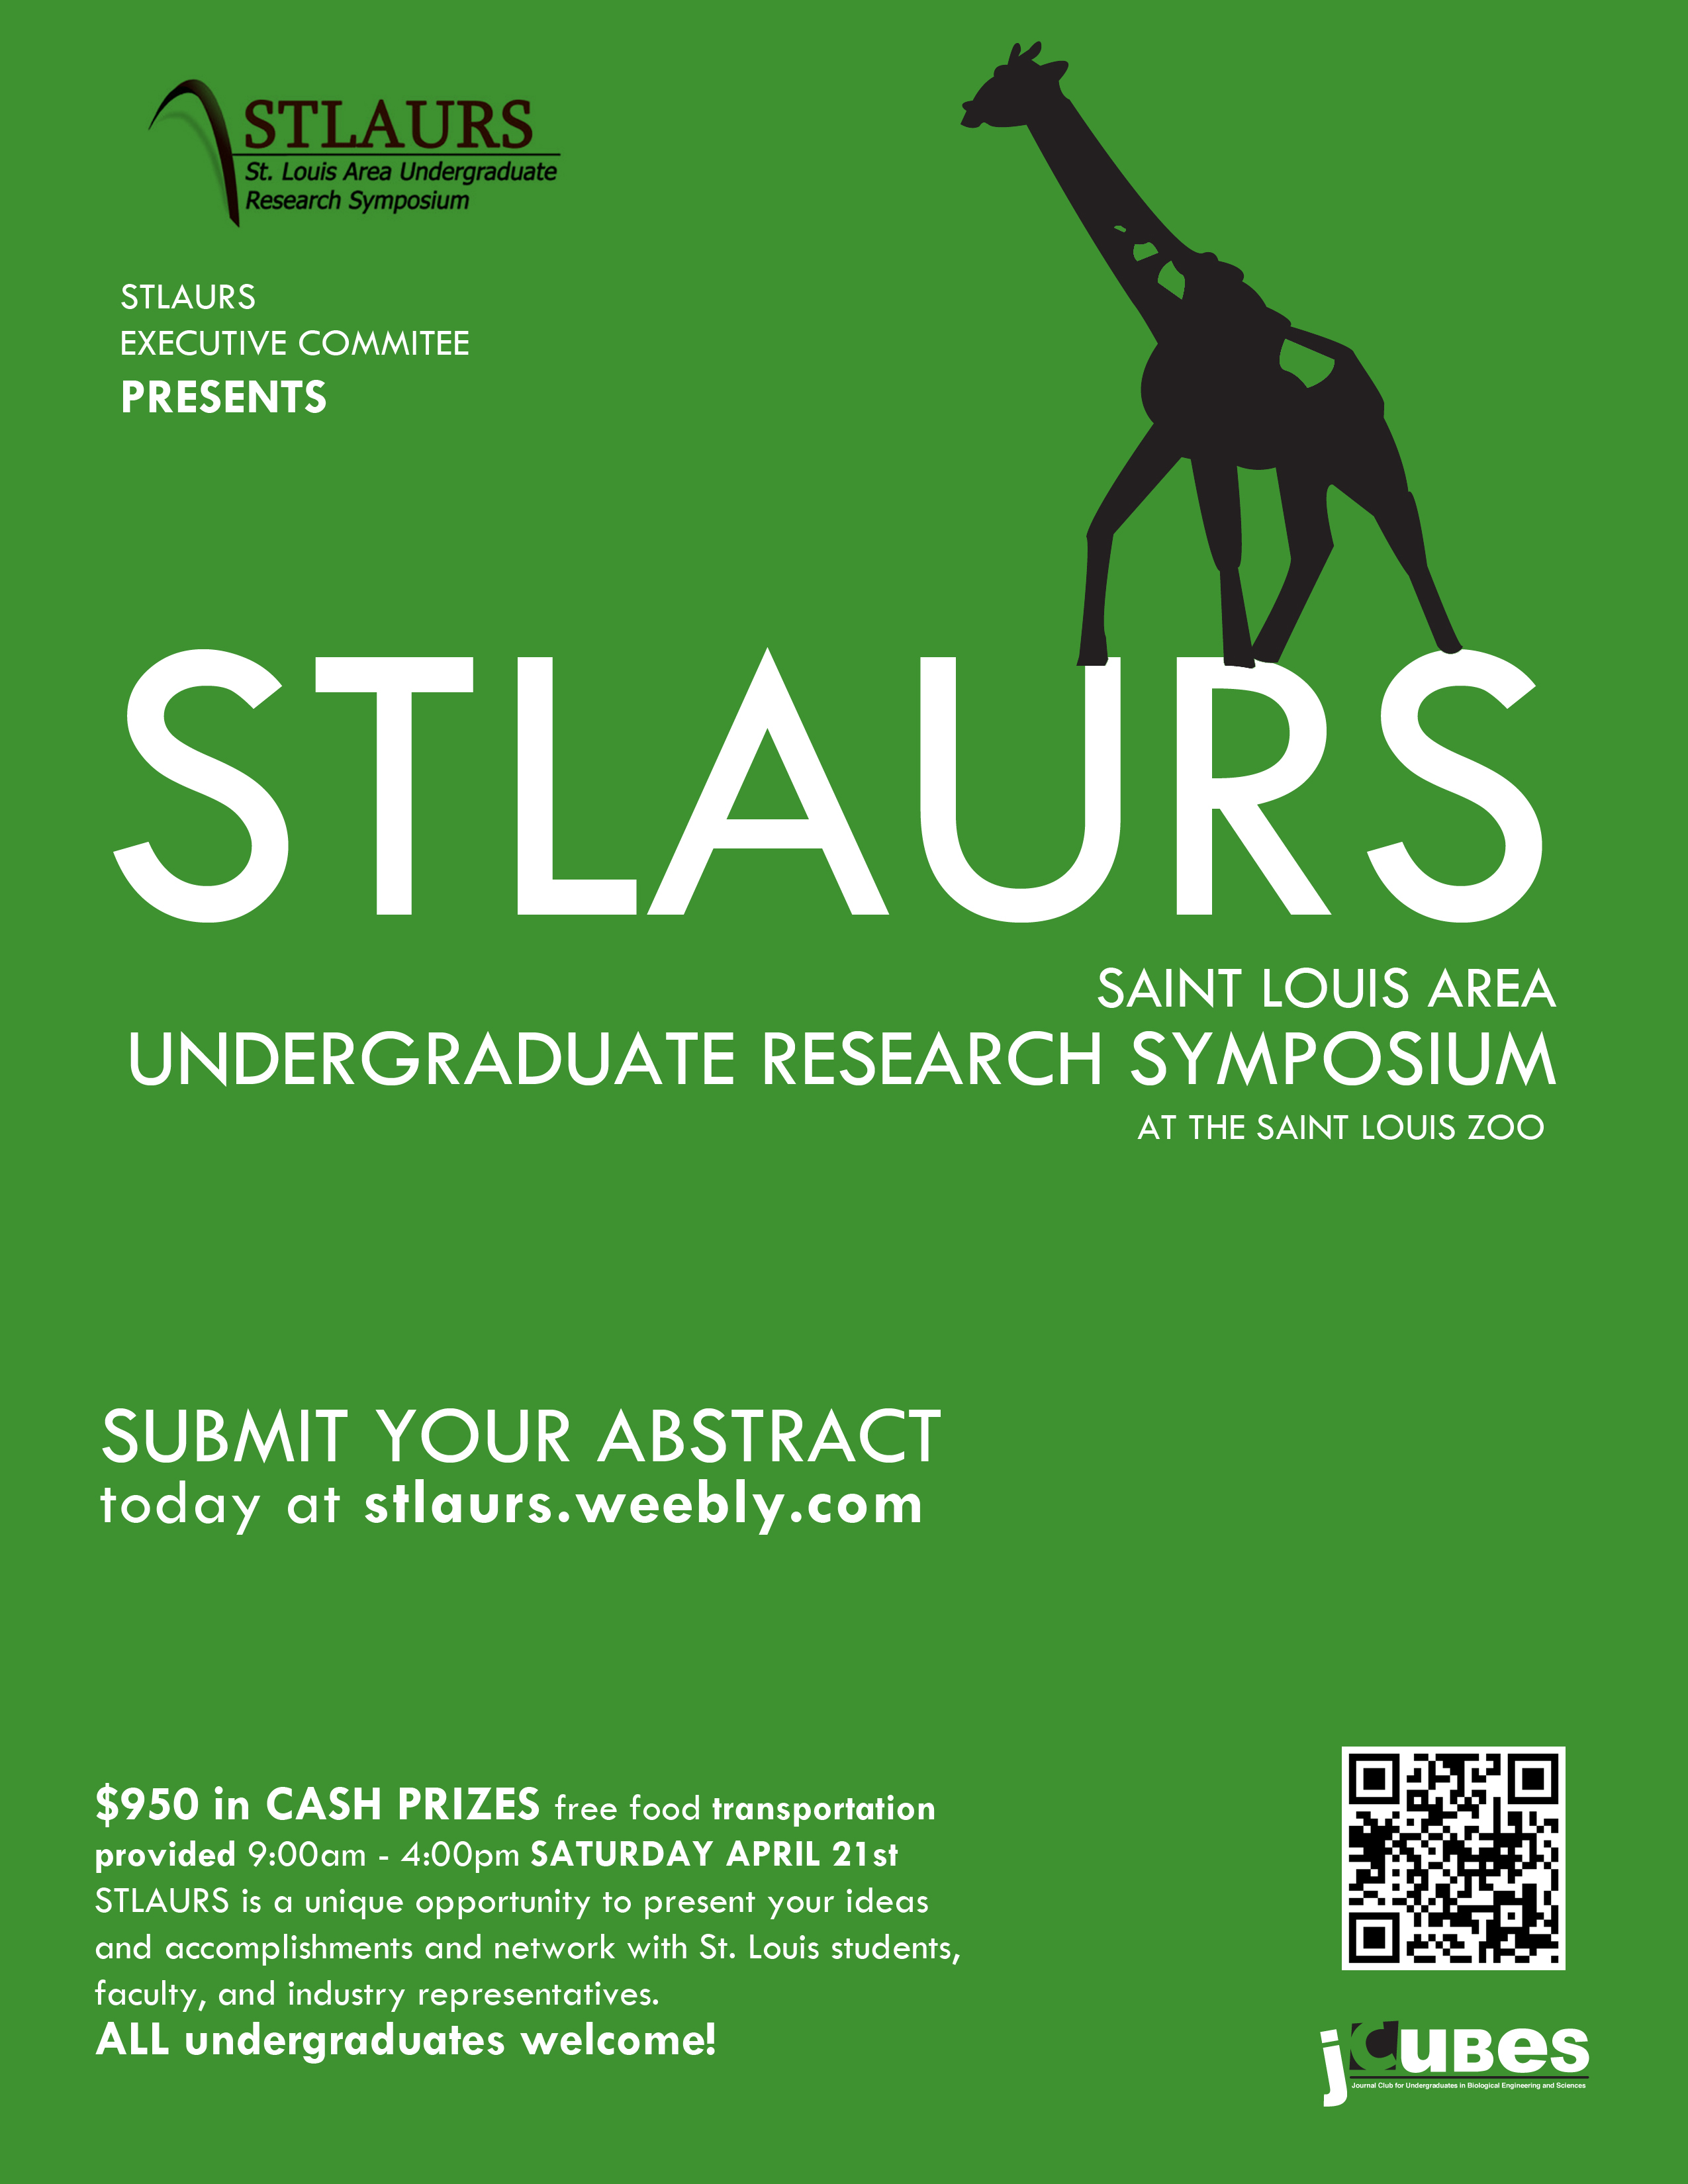 STLAURS
St. Louis Area Undergraduate
Research Symposium
STLAURS
EXECUTIVE COMMITEE
PRESENTS
STLAURS
SAINT LOUIS AREA
UNDERGRADUATE RESEARCH SYMPOSIUM
AT THE SAINT LOUIS ZOO
SUBMIT YOUR ABSTRACT
today at stlaurs.weebly.com
$950 in CASH PRIZES free food transportation
provided 9:00am - 4:00pm SATURDAY APRIL 21st
STLAURS is a unique opportunity to present your ideas
and accomplishments and network with St. Louis students,
faculty, and industry representatives.
ALL undergraduates welcome!
jcuBes
Journal Club for Undergraduates in Biological Engineering and Sciences